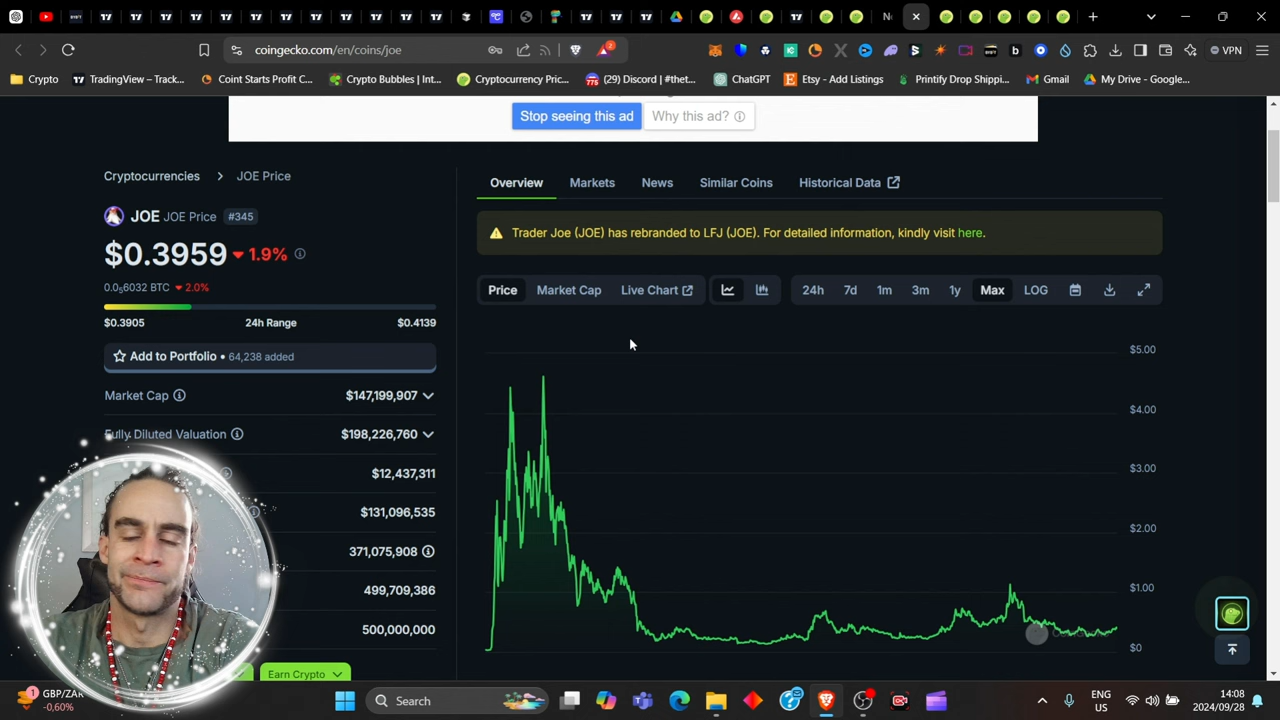 coingecko.com/en/coins/joe
2
VPN
Crypto
TradingView – Track...
Coint Starts Profit C...
Crypto Bubbles | Int...
Cryptocurrency Pric...
775
(29) Discord | #thet...
ChatGPT
Etsy - Add Listings
Printify Drop Shippi...
Gmail
My Drive - Google...
Stop seeing this ad
Why this ad?
Cryptocurrencies > JOE Price
Overview
Markets
News
Similar Coins
Historical Data
JOE JOE Price #345
$0.3959 1.9%
0.0₅6032 BTC 2.0%
$0.3905 24h Range $0.4139
Add to Portfolio • 64,238 added
Market Cap $147,199,907
Fully Diluted Valuation $198,226,760
$12,437,311
$131,096,535
371,075,908
499,709,386
500,000,000
Earn Crypto
Trader Joe (JOE) has rebranded to LFJ (JOE). For detailed information, kindly visit here.
Price
Market Cap
Live Chart
24h
7d
1m
3m
1y
Max
LOG
$5.00
$4.00
$3.00
$2.00
$1.00
$0
1
GBP/ZAR
-0,60%
Search
ENG
US
14:08
2024/09/28